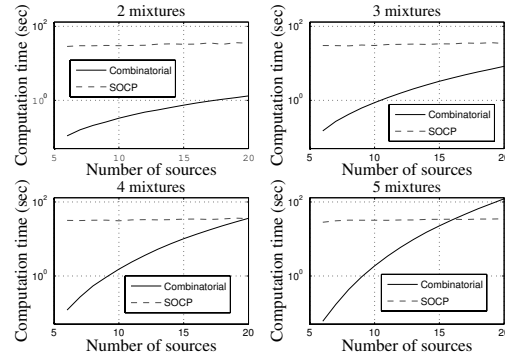 2 mixtures
Computation time (sec)
10^2
10^0
Combinatorial
SOCP
5 10 15 20
Number of sources
3 mixtures
Computation time (sec)
10^2
10^0
Combinatorial
SOCP
5 10 15 20
Number of sources
4 mixtures
Computation time (sec)
10^2
10^0
Combinatorial
SOCP
5 10 15 20
Number of sources
5 mixtures
Computation time (sec)
10^2
10^0
Combinatorial
SOCP
5 10 15 20
Number of sources